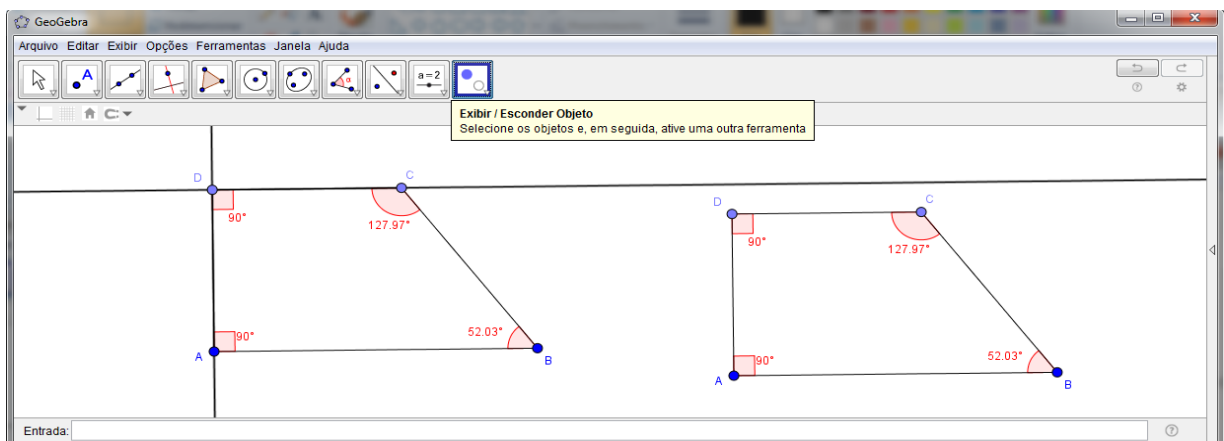 GeoGebra
Arquivo Editar Exibir Opções Ferramentas Janela Ajuda
A
α
a=2
Exibir / Esconder Objeto
Selecione os objetos e, em seguida, ative uma outra ferramenta
D
C
90°
127.97°
90°
52.03°
A
B
D
C
90°
127.97°
90°
52.03°
A
B
Entrada: